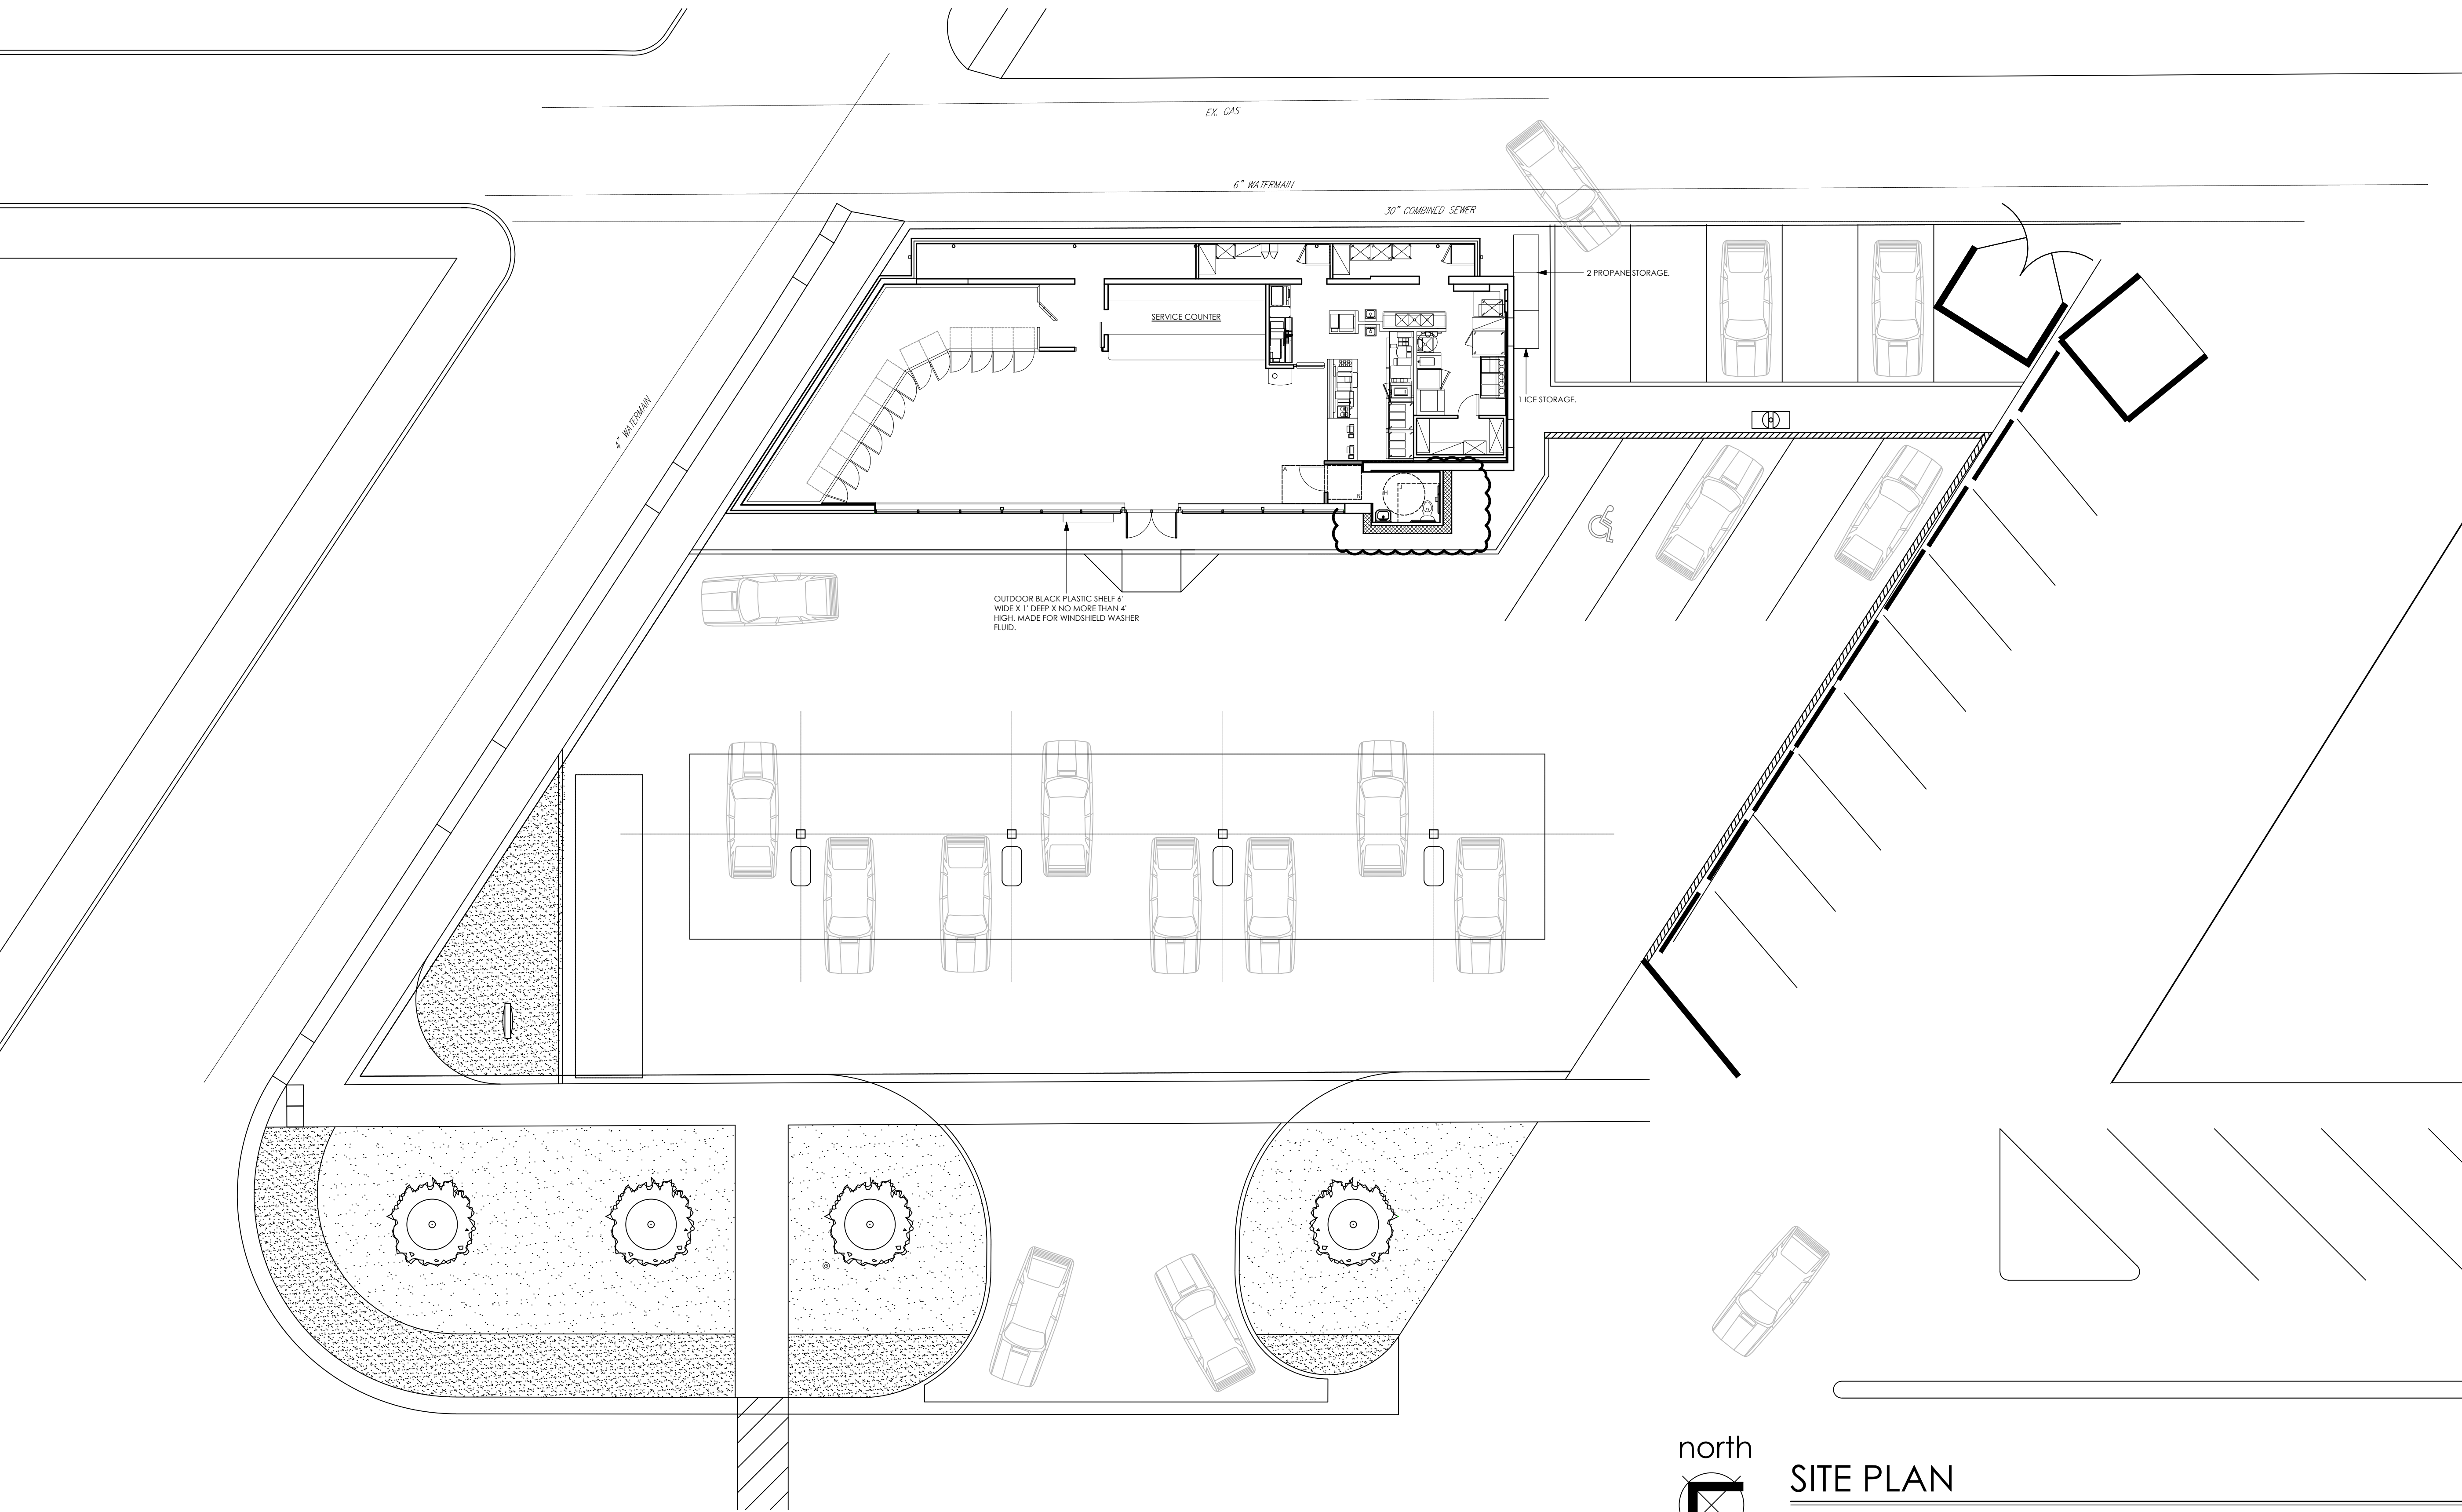 EX. GAS
6" WATERMAIN
30" COMBINED SEWER
2 PROPANE STORAGE.
SERVICE COUNTER
1 ICE STORAGE.
4" WATERMAIN
OUTDOOR BLACK PLASTIC SHELF 6'
WIDE X 1' DEEP X NO MORE THAN 4'
HIGH. MADE FOR WINDSHIELD WASHER
FLUID.
north
SITE PLAN